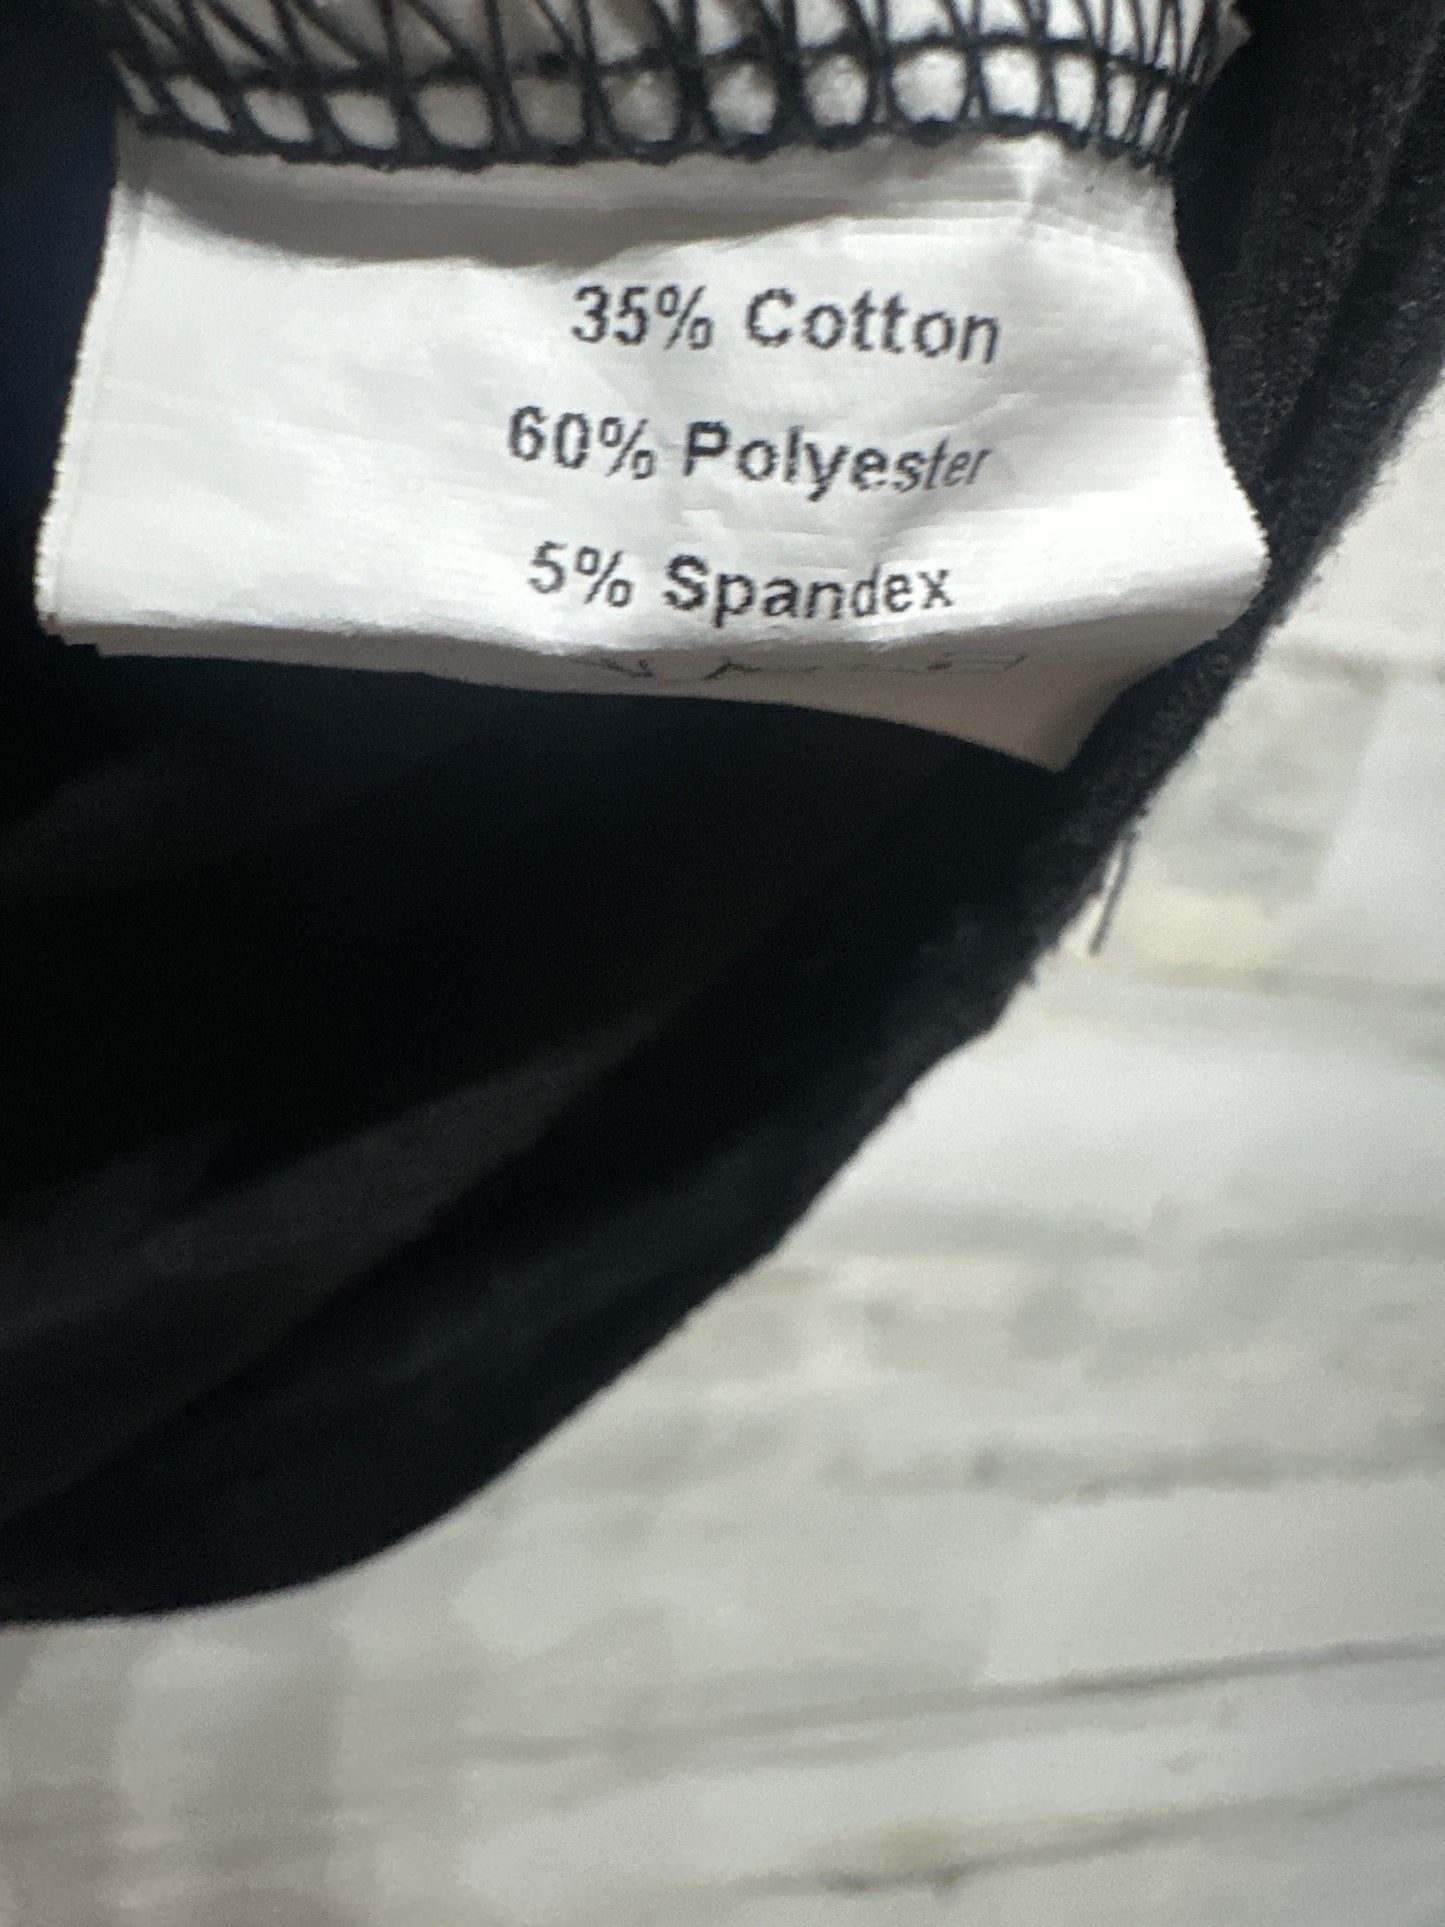 35% Cotton
60% Polyester
5% Spandex